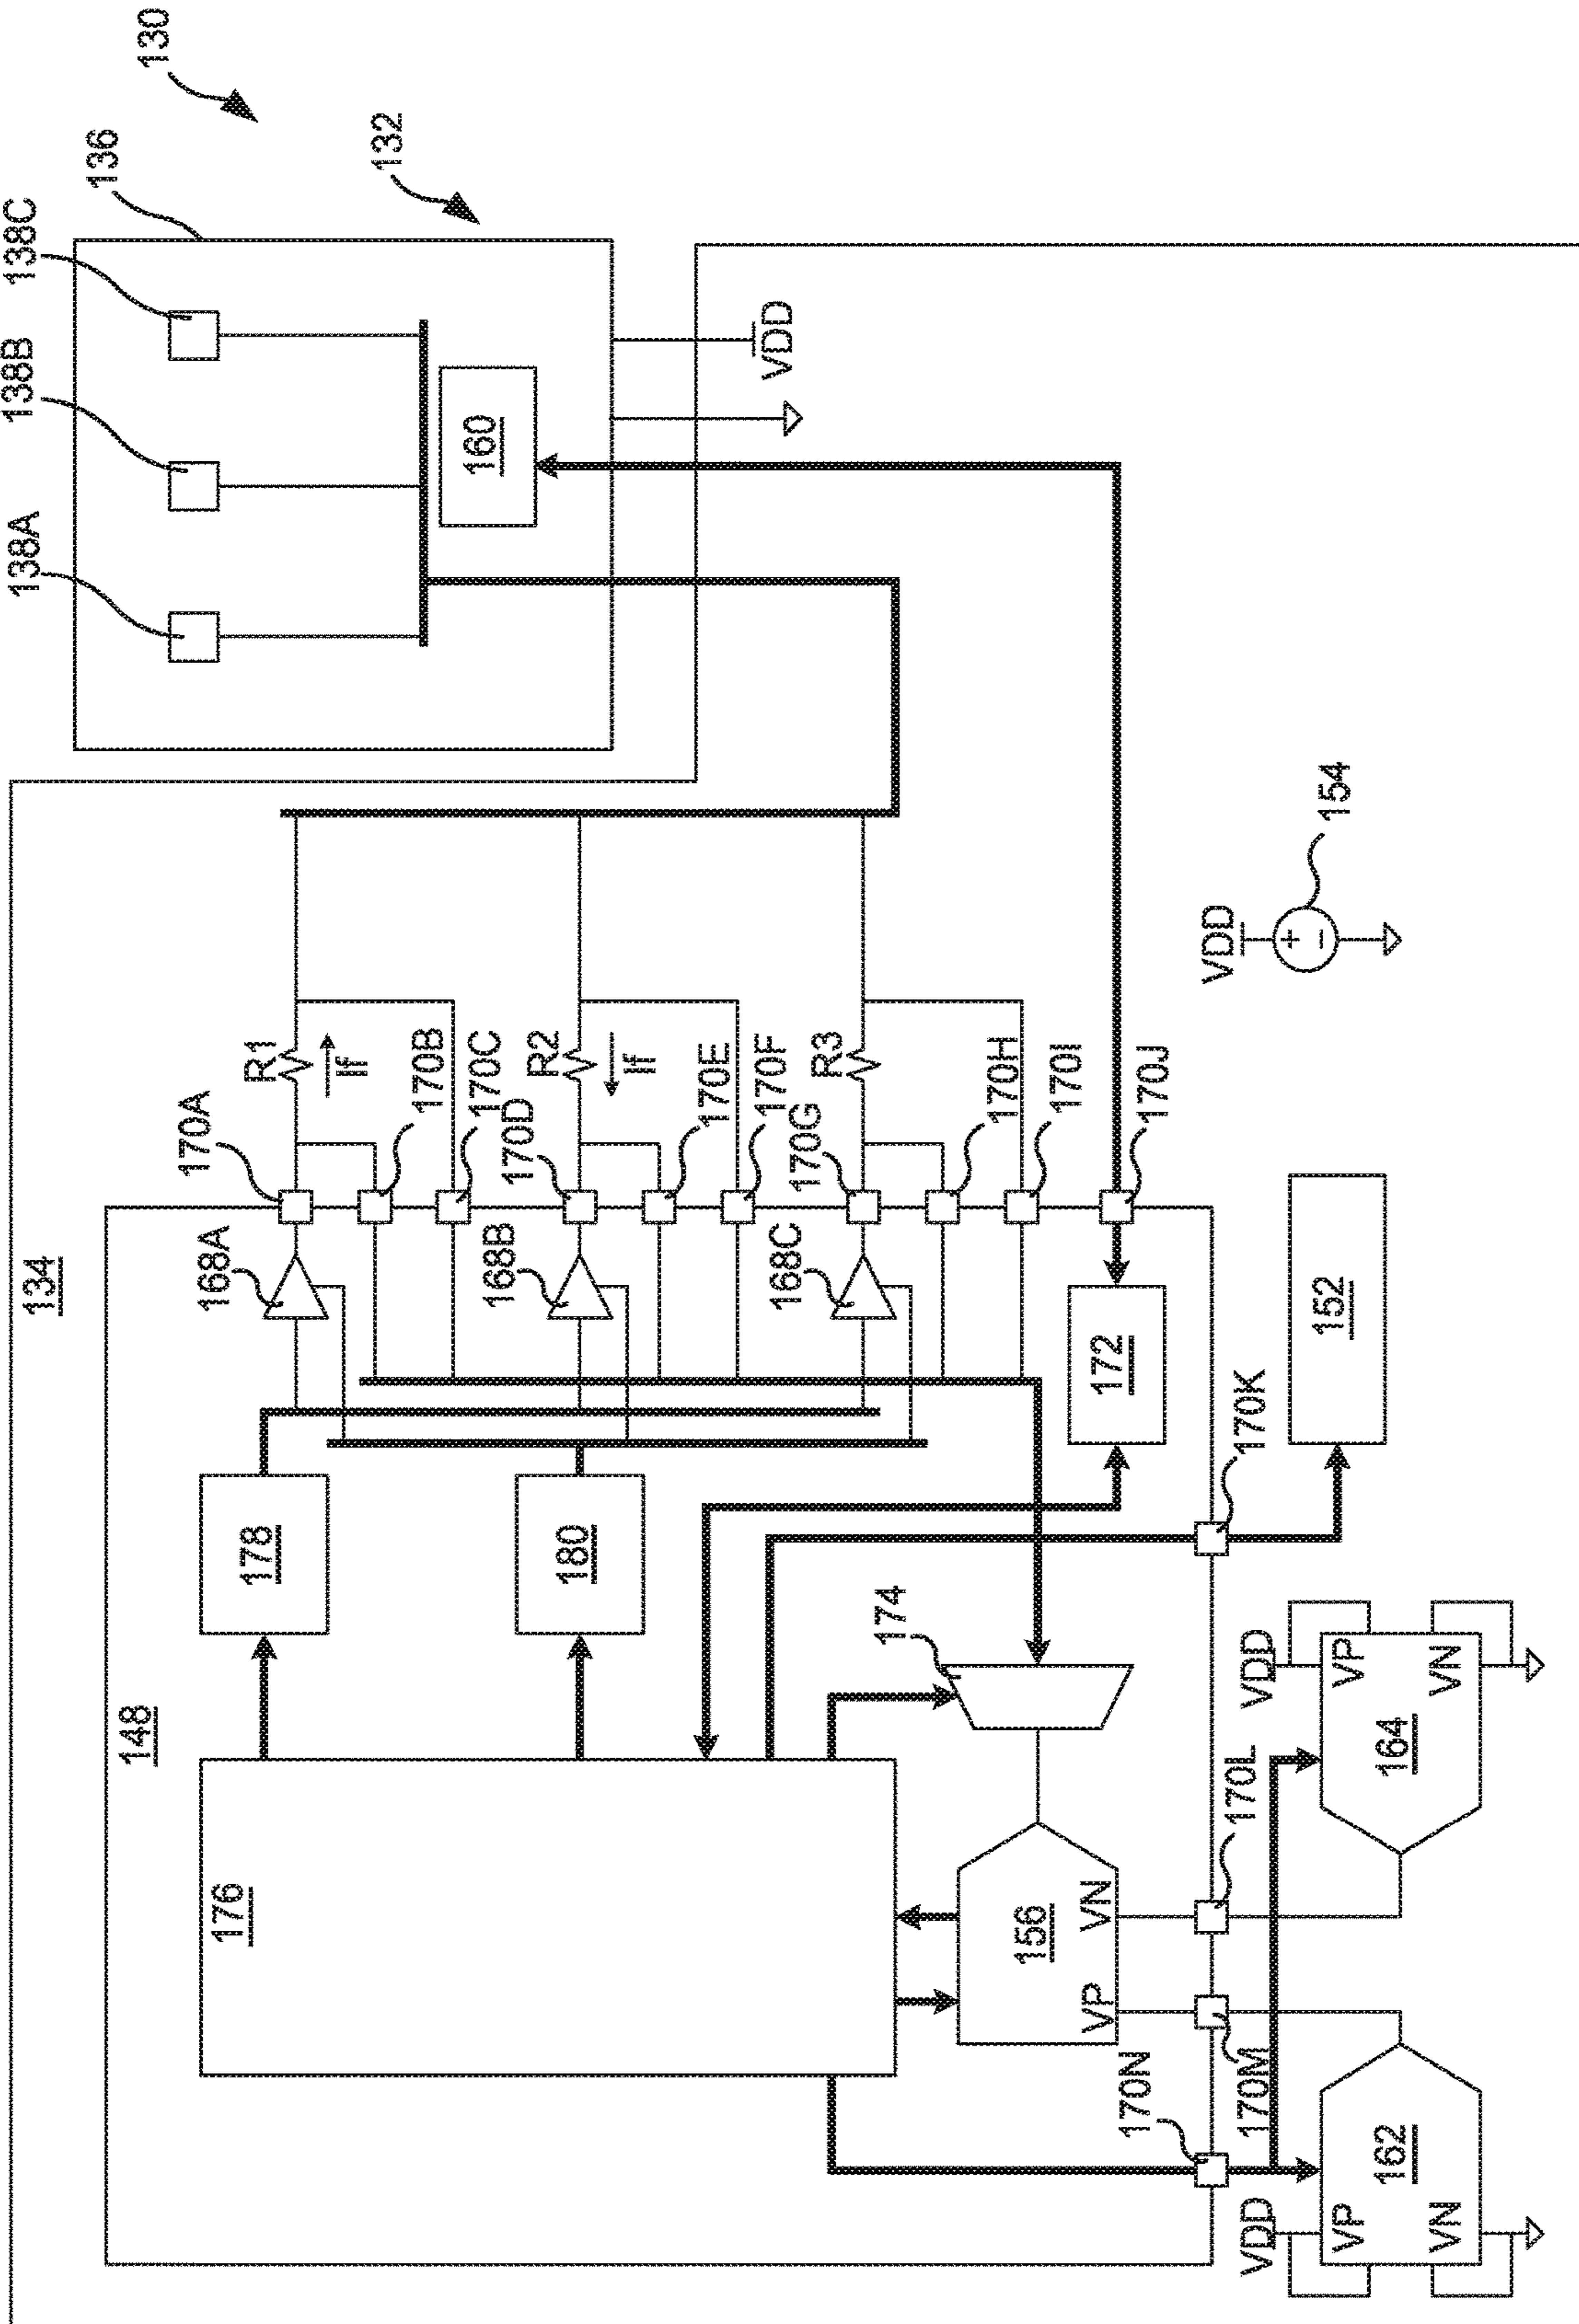 130
136
132
138C
138B
138A
160
VDD
134
154
VDD
R1
If
170A
170B
170C
R2
If
170D
170E
170F
R3
170G
170H
170I
170J
168A
168B
168C
172
152
170K
178
180
174
148
176
156
VP
VN
170L
170M
170N
VDD
VP
VN
164
VDD
VP
VN
162
+
−